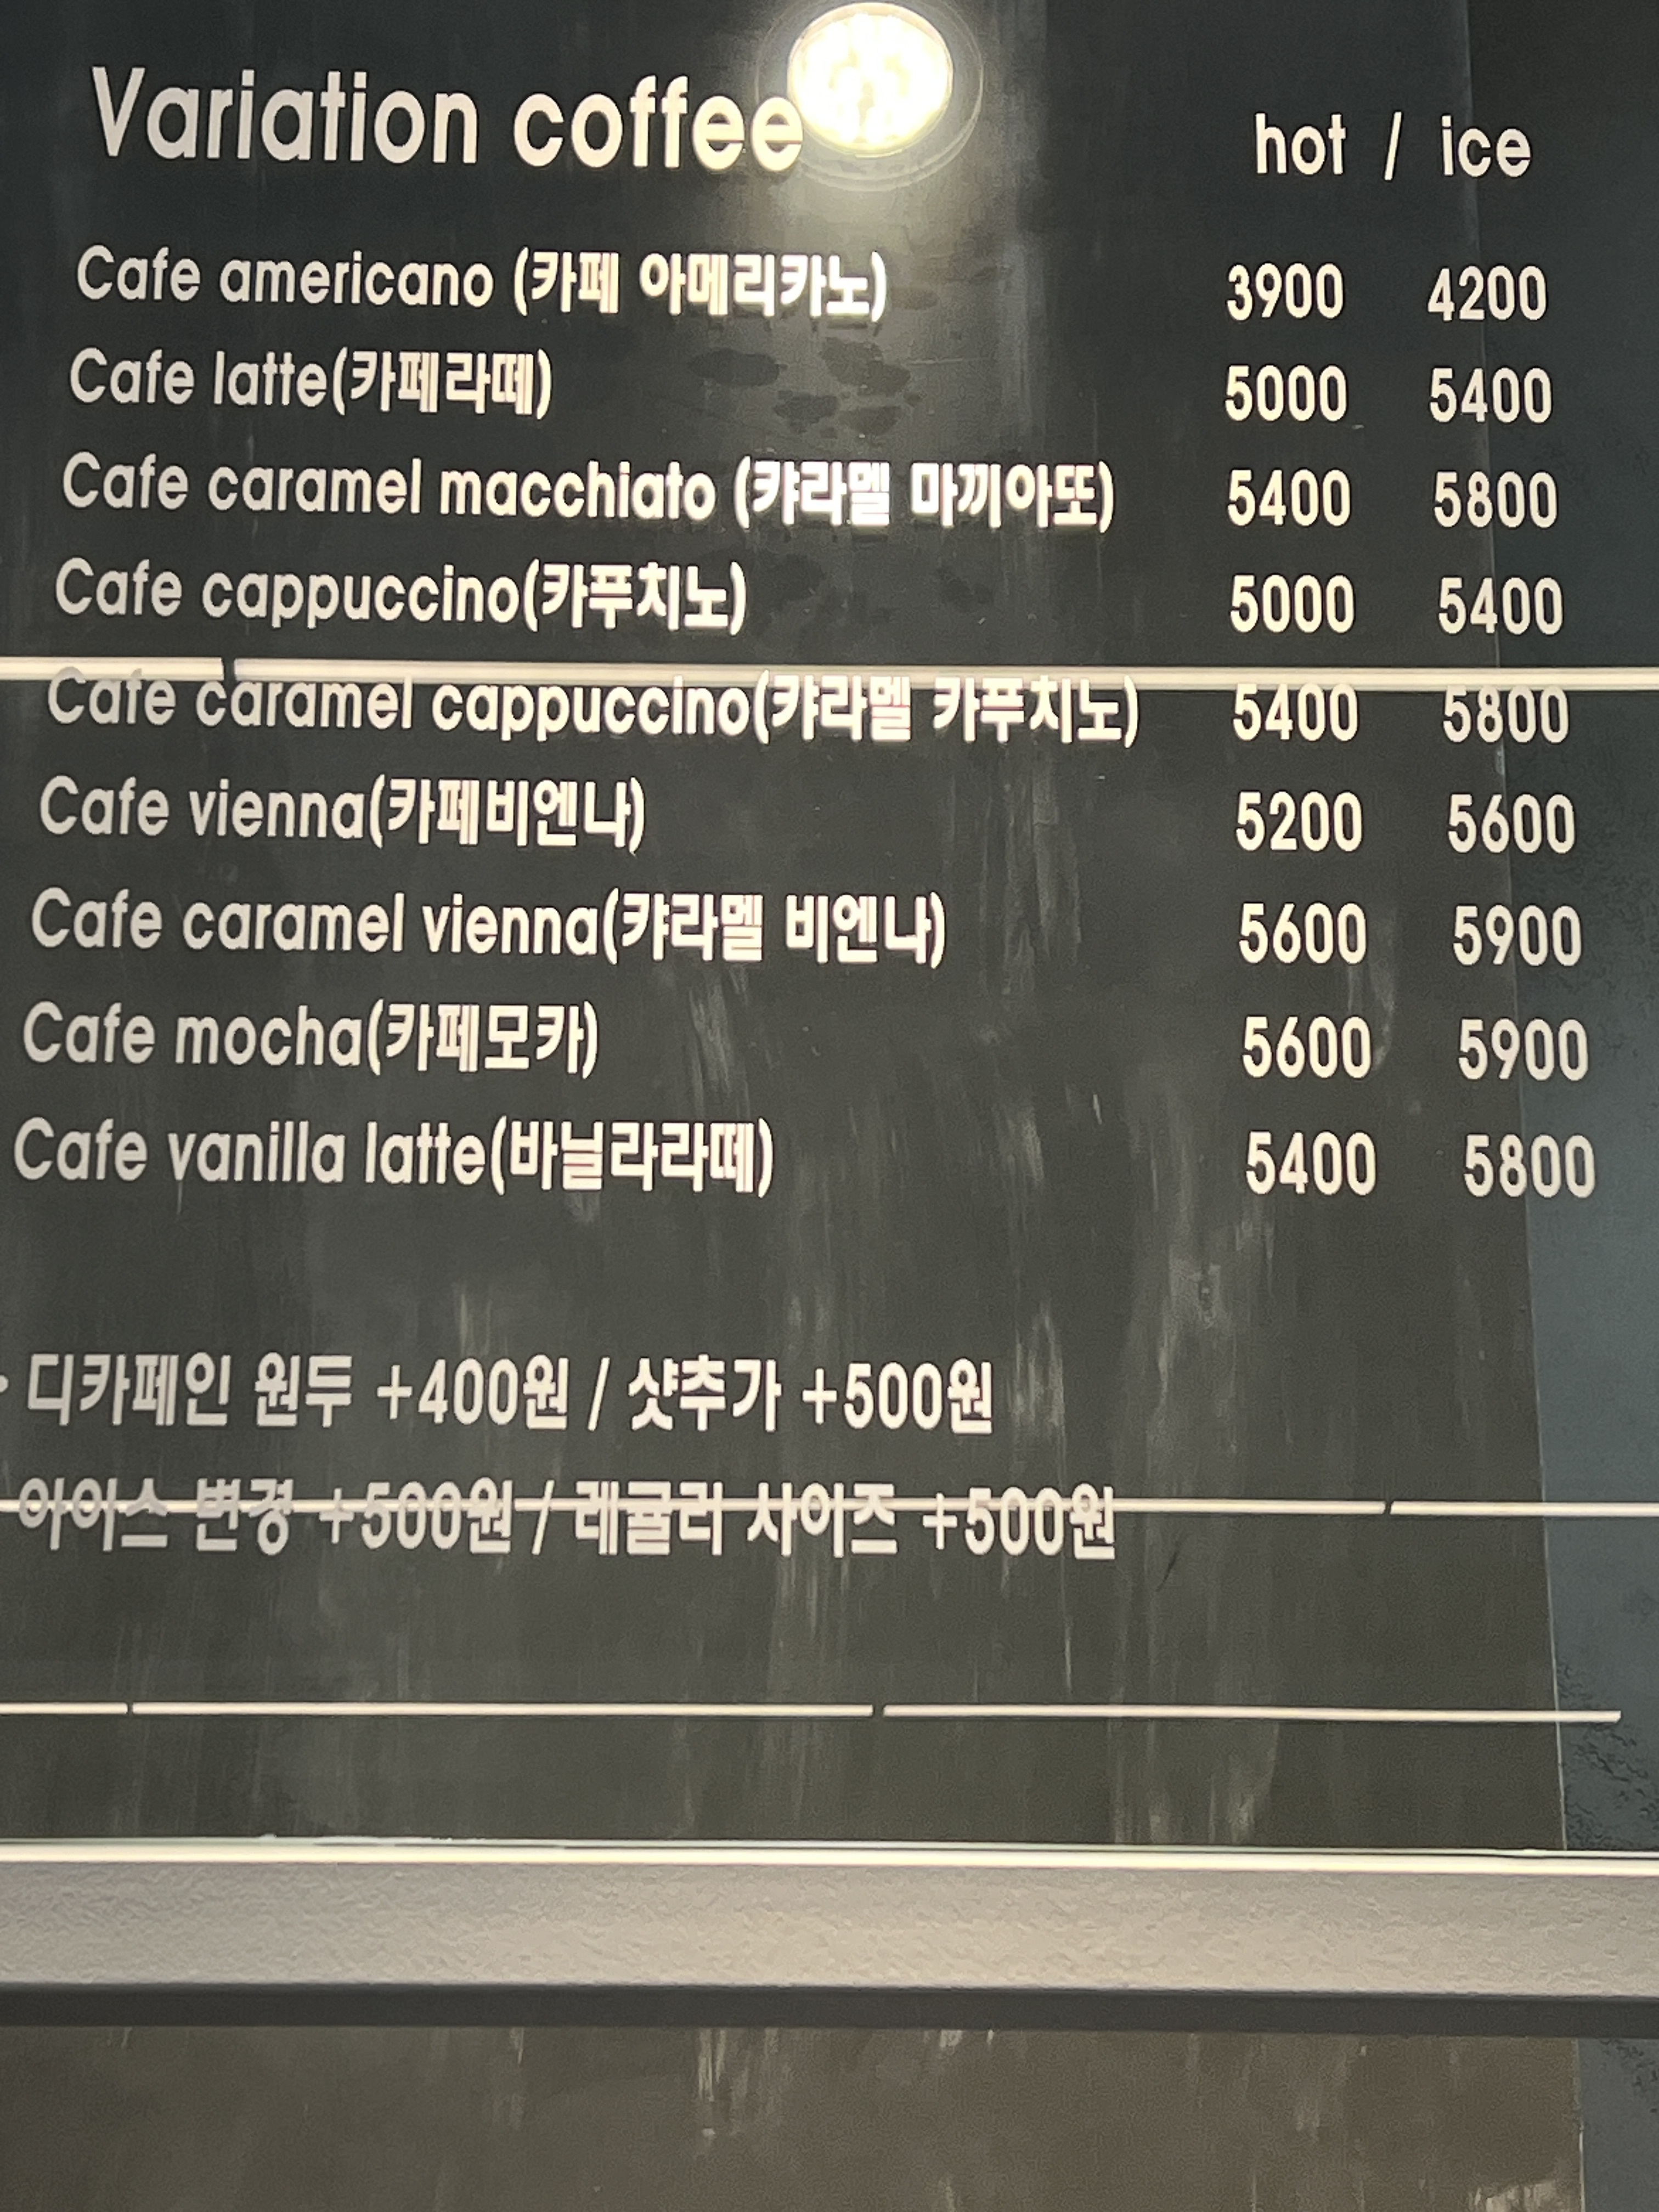 Variation coffee hot / ice
Cafe americano (카페 아메리카노) 3900 4200
Cafe latte(카페라떼) 5000 5400
Cafe caramel macchiato (캬라멜 마끼아또) 5400 5800
Cafe cappuccino(카푸치노) 5000 5400
Cafe caramel cappuccino(캬라멜 카푸치노) 5400 5800
Cafe vienna(카페비엔나) 5200 5600
Cafe caramel vienna(캬라멜 비엔나) 5600 5900
Cafe mocha(카페모카) 5600 5900
Cafe vanilla latte(바닐라라떼) 5400 5800
· 디카페인 원두 +400원 / 샷추가 +500원
아이스 변경 +500원 / 레귤러 사이즈 +500원